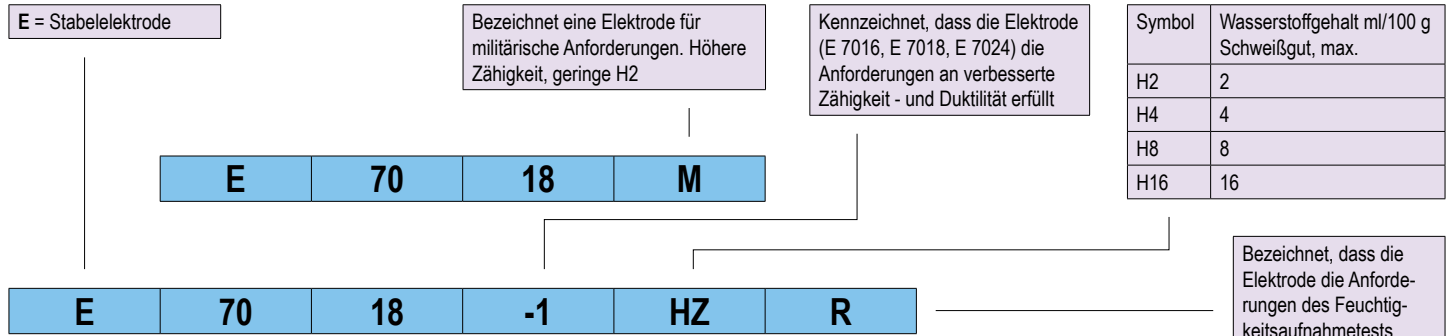 E = Stabelelektrode
Bezeichnet eine Elektrode für
militärische Anforderungen. Höhere
Zähigkeit, geringe H2
Kennzeichnet, dass die Elektrode
(E 7016, E 7018, E 7024) die
Anforderungen an verbesserte
Zähigkeit - und Duktilität erfüllt
Symbol Wasserstoffgehalt ml/100 g
Schweißgut, max.
H2 2
H4 4
H8 8
H16 16
E 70 18 M
Bezeichnet, dass die
Elektrode die Anforde-
rungen des Feuchtig-
keitsaufnahmetests
E 70 18 -1 HZ R